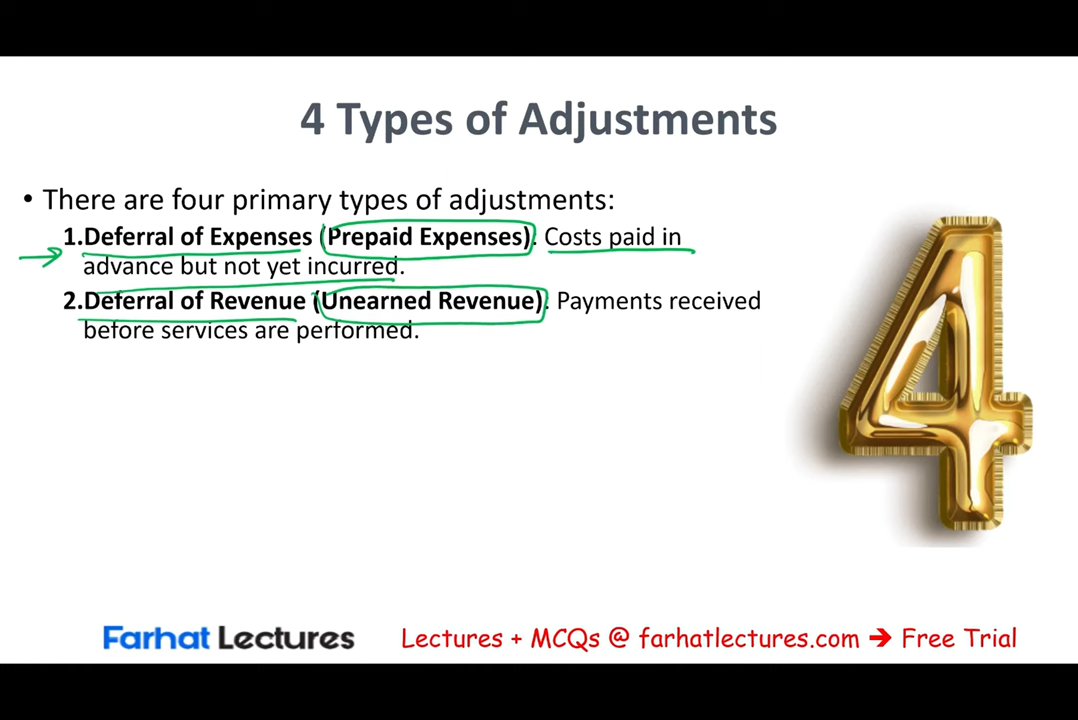 4 Types of Adjustments
• There are four primary types of adjustments:
1.Deferral of Expenses (Prepaid Expenses): Costs paid in
advance but not yet incurred.
2.Deferral of Revenue (Unearned Revenue): Payments received
before services are performed.
4
Farhat Lectures
Lectures + MCQs @ farhatlectures.com → Free Trial